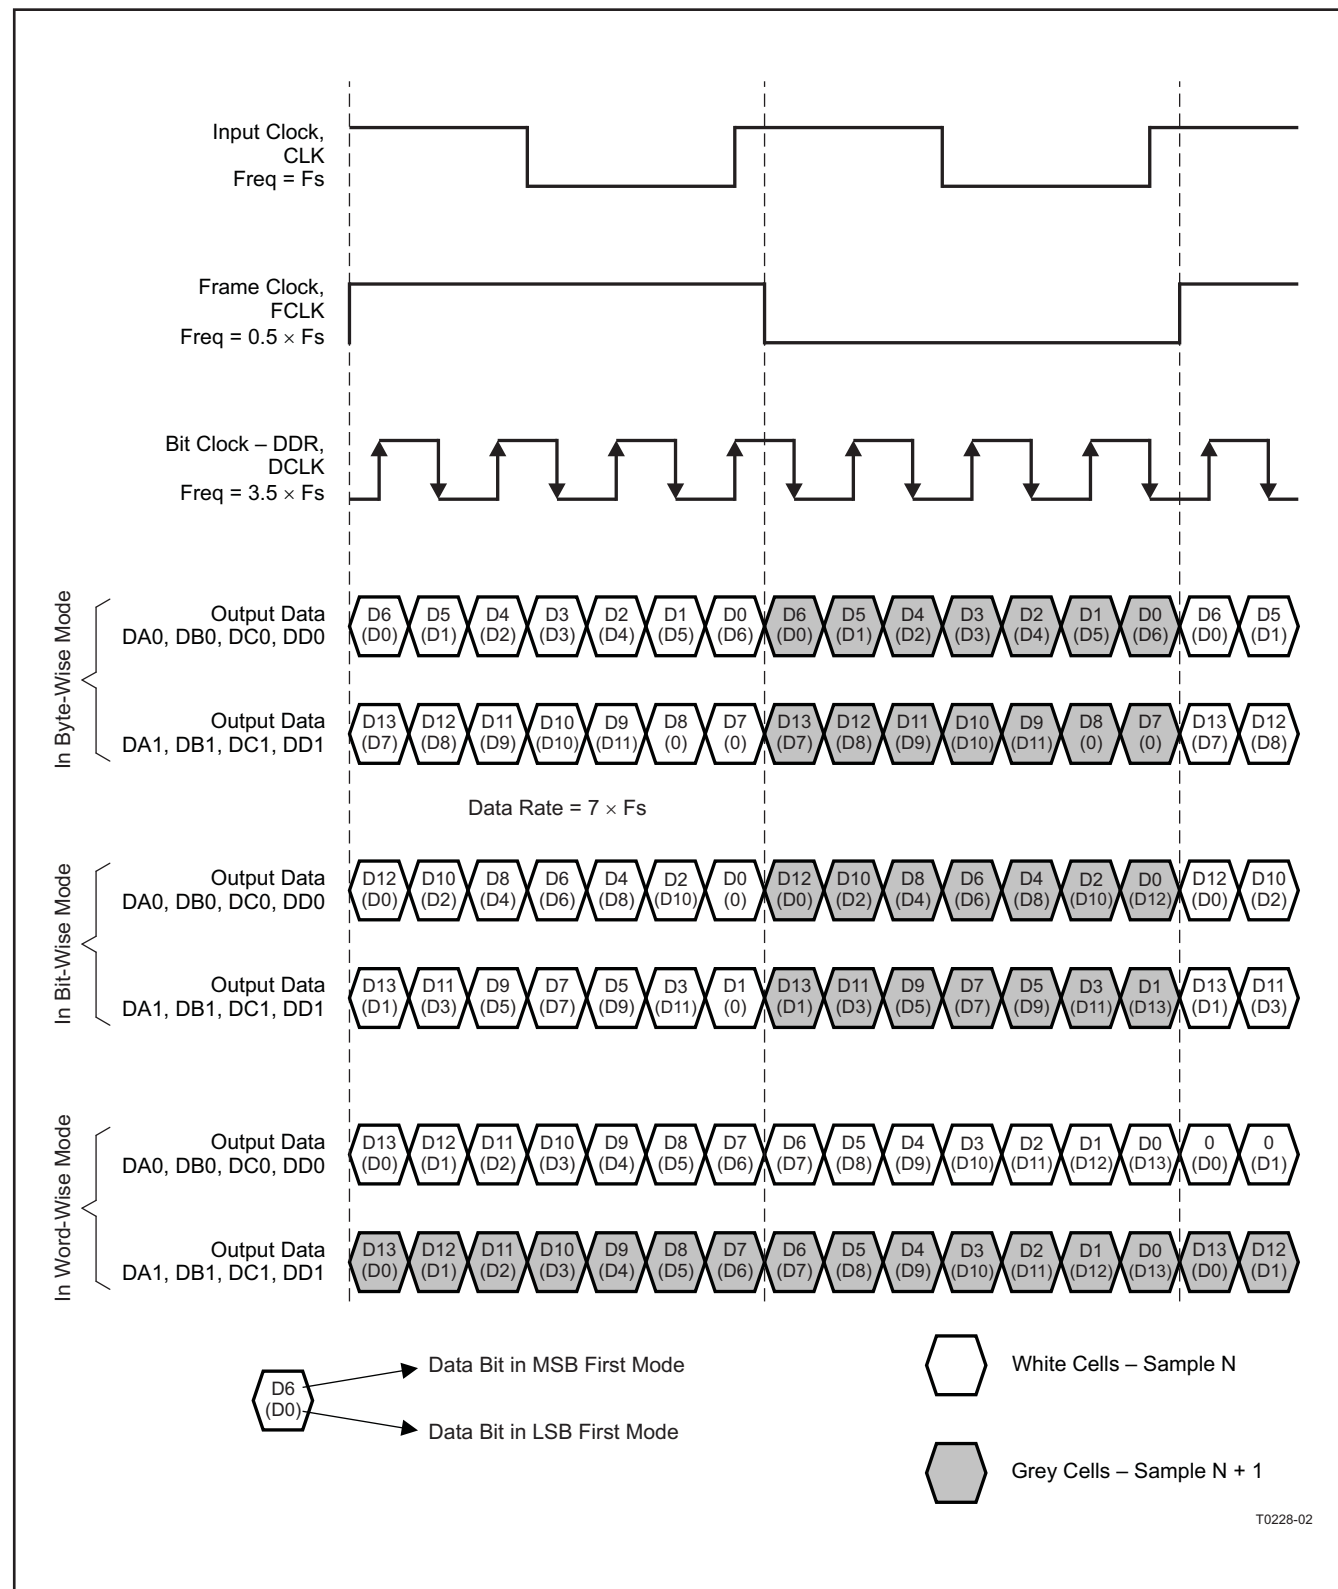 Input Clock,
CLK
Freq = Fs
Frame Clock,
FCLK
Freq = 0.5 × Fs
Bit Clock – DDR,
DCLK
Freq = 3.5 × Fs
In Byte-Wise Mode
Output Data
DA0, DB0, DC0, DD0
D6 D5 D4 D3 D2 D1 D0 D6 D5 D4 D3 D2 D1 D0 D6 D5
(D0) (D1) (D2) (D3) (D4) (D5) (D6) (D0) (D1) (D2) (D3) (D4) (D5) (D6) (D0) (D1)
Output Data
DA1, DB1, DC1, DD1
D13 D12 D11 D10 D9 D8 D7 D13 D12 D11 D10 D9 D8 D7 D13 D12
(D7) (D8) (D9) (D10) (D11) (0) (0) (D7) (D8) (D9) (D10) (D11) (0) (0) (D7) (D8)
Data Rate = 7 × Fs
In Bit-Wise Mode
Output Data
DA0, DB0, DC0, DD0
D12 D10 D8 D6 D4 D2 D0 D12 D10 D8 D6 D4 D2 D0 D12 D10
(D0) (D2) (D4) (D6) (D8) (D10) (0) (D0) (D2) (D4) (D6) (D8) (D10) (D12) (D0) (D2)
Output Data
DA1, DB1, DC1, DD1
D13 D11 D9 D7 D5 D3 D1 D13 D11 D9 D7 D5 D3 D1 D13 D11
(D1) (D3) (D5) (D7) (D9) (D11) (0) (D1) (D3) (D5) (D7) (D9) (D11) (D13) (D1) (D3)
In Word-Wise Mode
Output Data
DA0, DB0, DC0, DD0
D13 D12 D11 D10 D9 D8 D7 D6 D5 D4 D3 D2 D1 D0 0 0
(D0) (D1) (D2) (D3) (D4) (D5) (D6) (D7) (D8) (D9) (D10) (D11) (D12) (D13) (D0) (D1)
Output Data
DA1, DB1, DC1, DD1
D13 D12 D11 D10 D9 D8 D7 D6 D5 D4 D3 D2 D1 D0 D13 D12
(D0) (D1) (D2) (D3) (D4) (D5) (D6) (D7) (D8) (D9) (D10) (D11) (D12) (D13) (D0) (D1)
D6
(D0)
Data Bit in MSB First Mode
Data Bit in LSB First Mode
White Cells – Sample N
Grey Cells – Sample N + 1
T0228-02